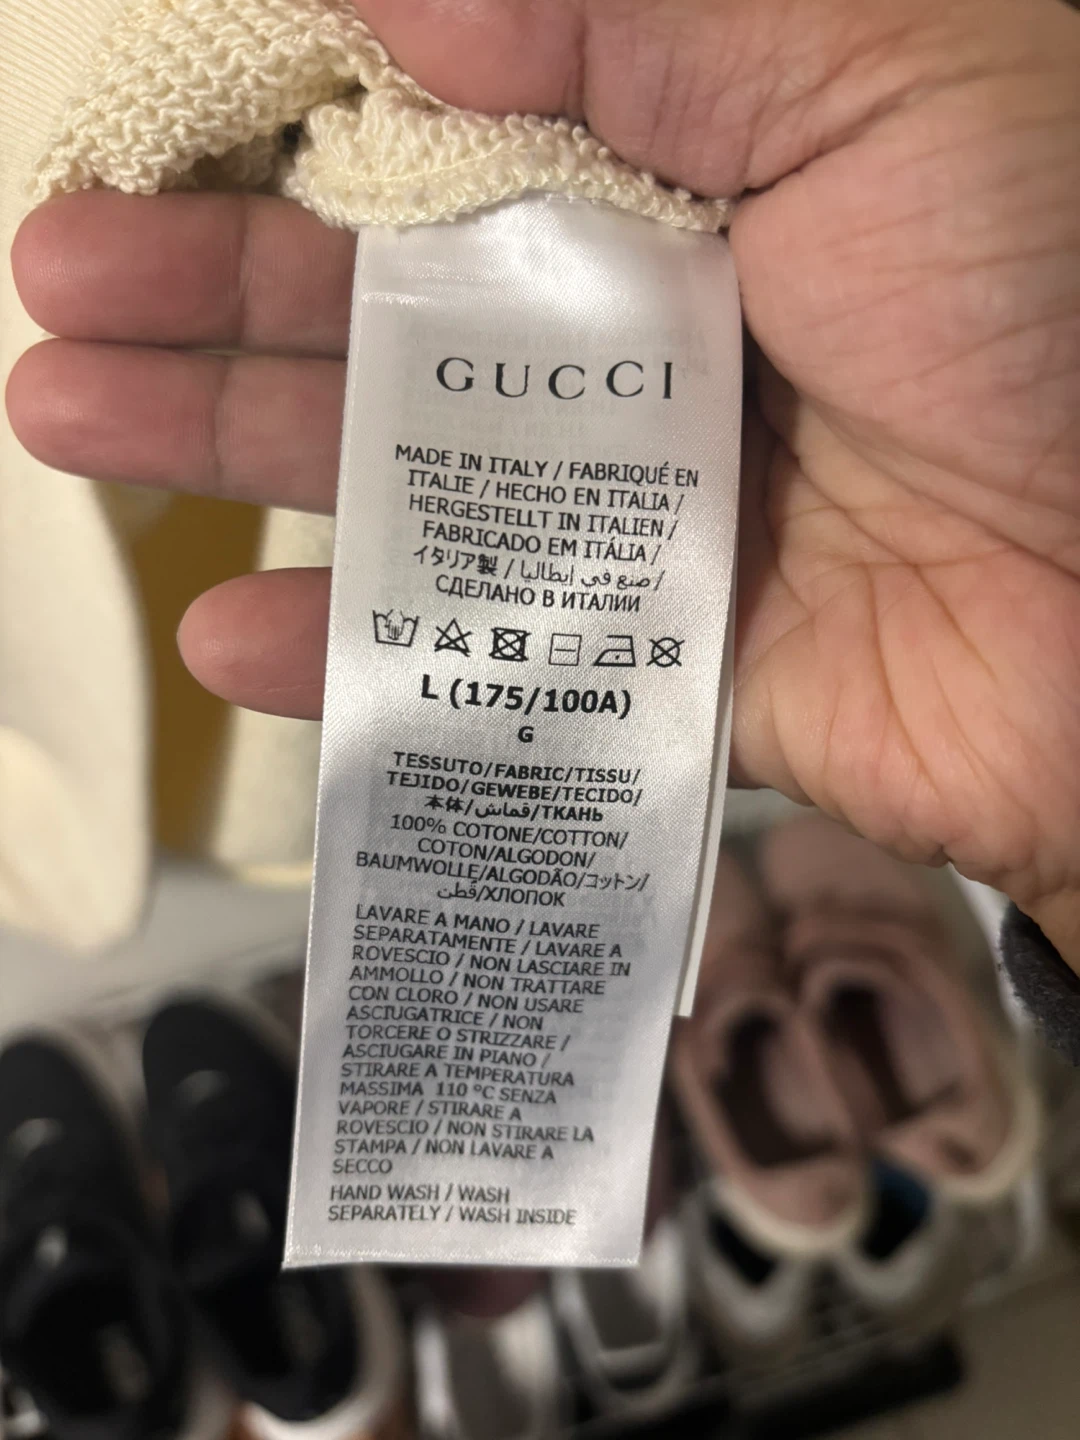 GUCCI
MADE IN ITALY / FABRIQUÉ EN
ITALIE / HECHO EN ITALIA /
HERGESTELLT IN ITALIEN /
FABRICADO EM ITÁLIA /
イタリア製 / صنع في إيطاليا /
СДЕЛАНО В ИТАЛИИ
L (175/100A)
G
TESSUTO/FABRIC/TISSU/
TEJIDO/GEWEBE/TECIDO/
本体/قماش/ТКАНЬ
100% COTONE/COTTON/
COTON/ALGODON/
BAUMWOLLE/ALGODÃO/コットン/
قطن/ХЛОПОК
LAVARE A MANO / LAVARE
SEPARATAMENTE / LAVARE A
ROVESCIO / NON LASCIARE IN
AMMOLLO / NON TRATTARE
CON CLORO / NON USARE
ASCIUGATRICE / NON
TORCERE O STRIZZARE /
ASCIUGARE IN PIANO /
STIRARE A TEMPERATURA
MASSIMA 110 °C SENZA
VAPORE / STIRARE A
ROVESCIO / NON STIRARE LA
STAMPA / NON LAVARE A
SECCO
HAND WASH / WASH
SEPARATELY / WASH INSIDE